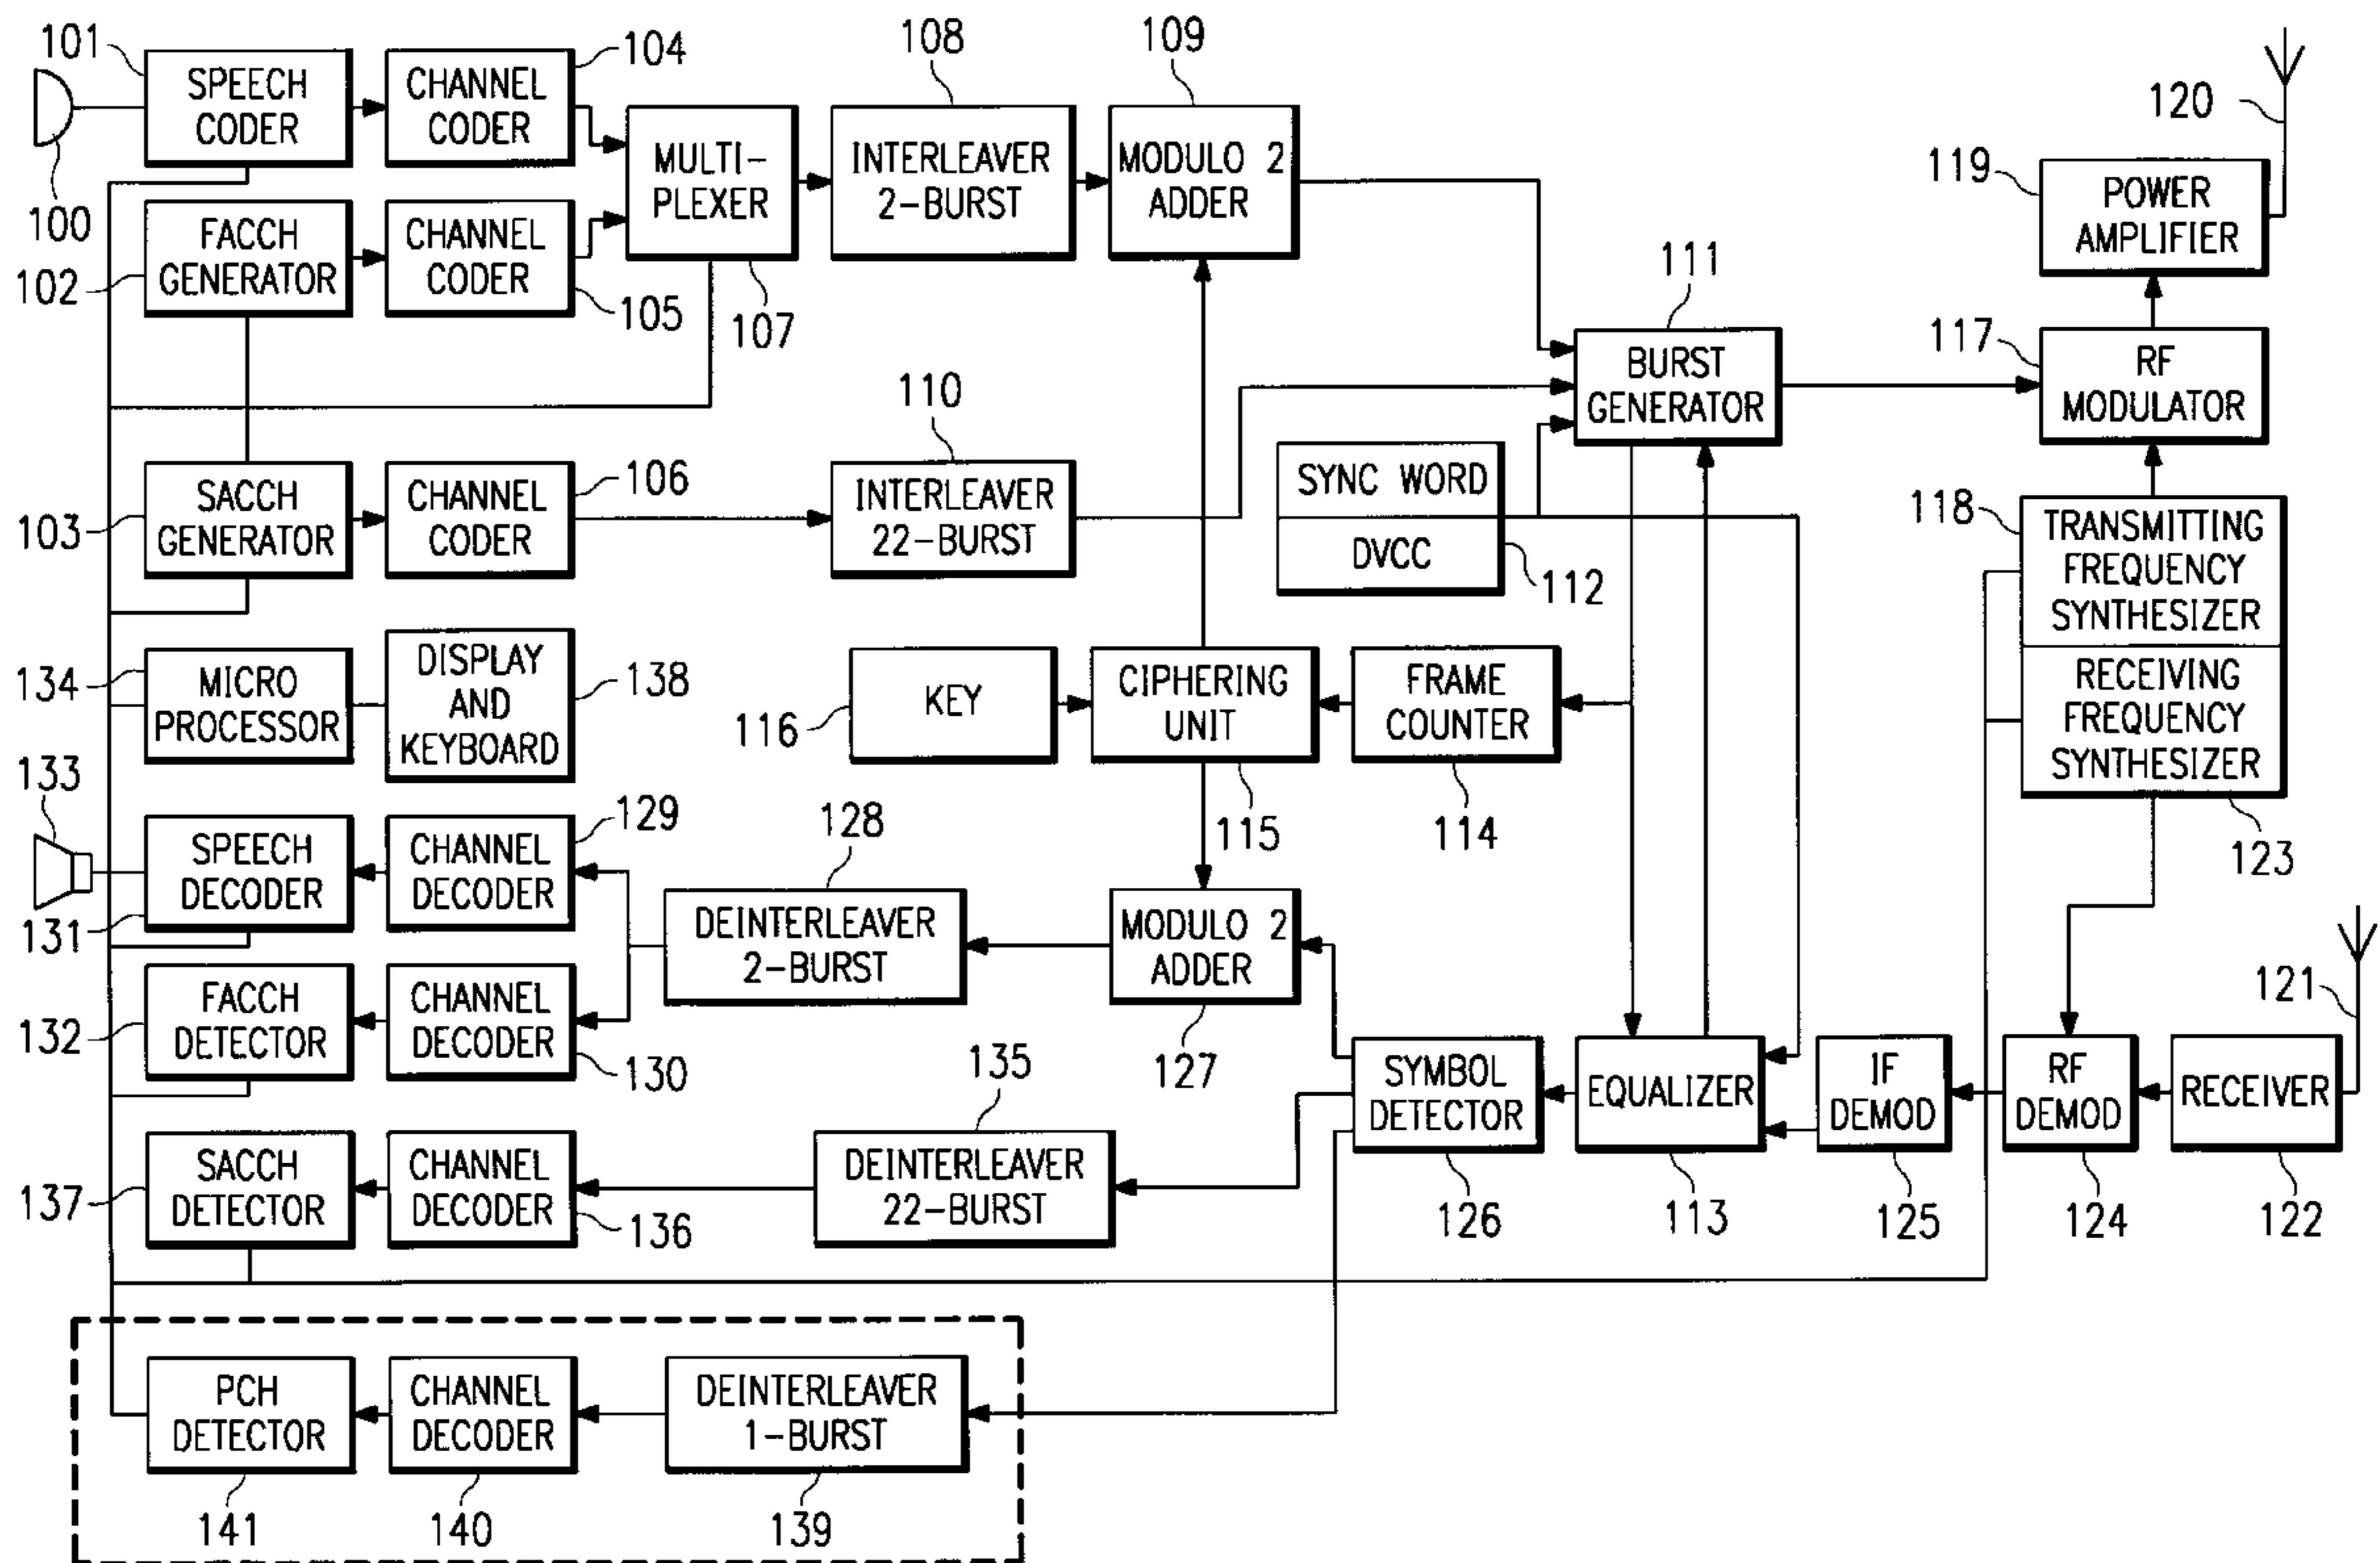 101
SPEECH
CODER
100
CHANNEL
CODER
104
FACCH
GENERATOR
102
CHANNEL
CODER
105
MULTI-
PLEXER
107
108
INTERLEAVER
2-BURST
109
MODULO 2
ADDER
120
119
POWER
AMPLIFIER
111
BURST
GENERATOR
117
RF
MODULATOR
SACCH
GENERATOR
103
CHANNEL
CODER
106
110
INTERLEAVER
22-BURST
SYNC WORD
DVCC
112
118
TRANSMITTING
FREQUENCY
SYNTHESIZER
RECEIVING
FREQUENCY
SYNTHESIZER
123
134
MICRO
PROCESSOR
DISPLAY
AND
KEYBOARD
138
KEY
116
CIPHERING
UNIT
115
FRAME
COUNTER
114
133
SPEECH
DECODER
131
CHANNEL
DECODER
129
128
DEINTERLEAVER
2-BURST
MODULO 2
ADDER
127
FACCH
DETECTOR
132
CHANNEL
DECODER
130
SYMBOL
DETECTOR
126
EQUALIZER
113
IF
DEMOD
125
RF
DEMOD
124
RECEIVER
122
121
SACCH
DETECTOR
137
CHANNEL
DECODER
136
135
DEINTERLEAVER
22-BURST
PCH
DETECTOR
141
CHANNEL
DECODER
140
DEINTERLEAVER
1-BURST
139